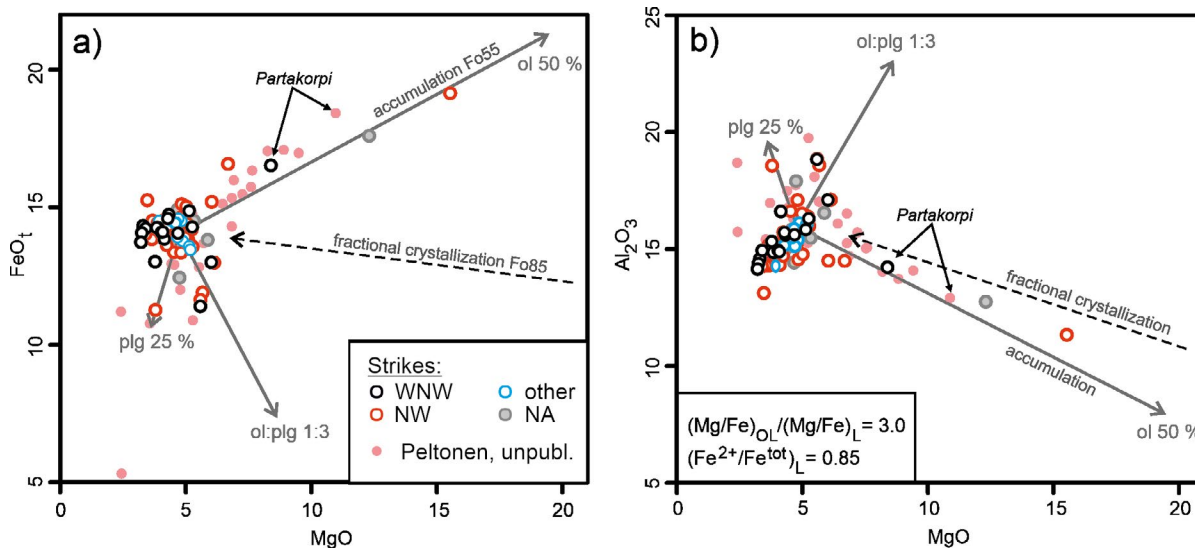 a)
FeOₜ
20
15
10
5
0
5
10
15
20
MgO
Partakorpi
accumulation Fo55
ol 50 %
fractional crystallization Fo85
plg 25 %
ol:plg 1:3
Strikes:
WNW
other
NW
NA
Peltonen, unpubl.
b)
Al₂O₃
25
20
15
10
5
0
5
10
15
20
MgO
ol:plg 1:3
plg 25 %
Partakorpi
fractional crystallization
accumulation
ol 50 %
(Mg/Fe)OL/(Mg/Fe)L = 3.0
(Fe²⁺/Feᵗᵒᵗ)L = 0.85